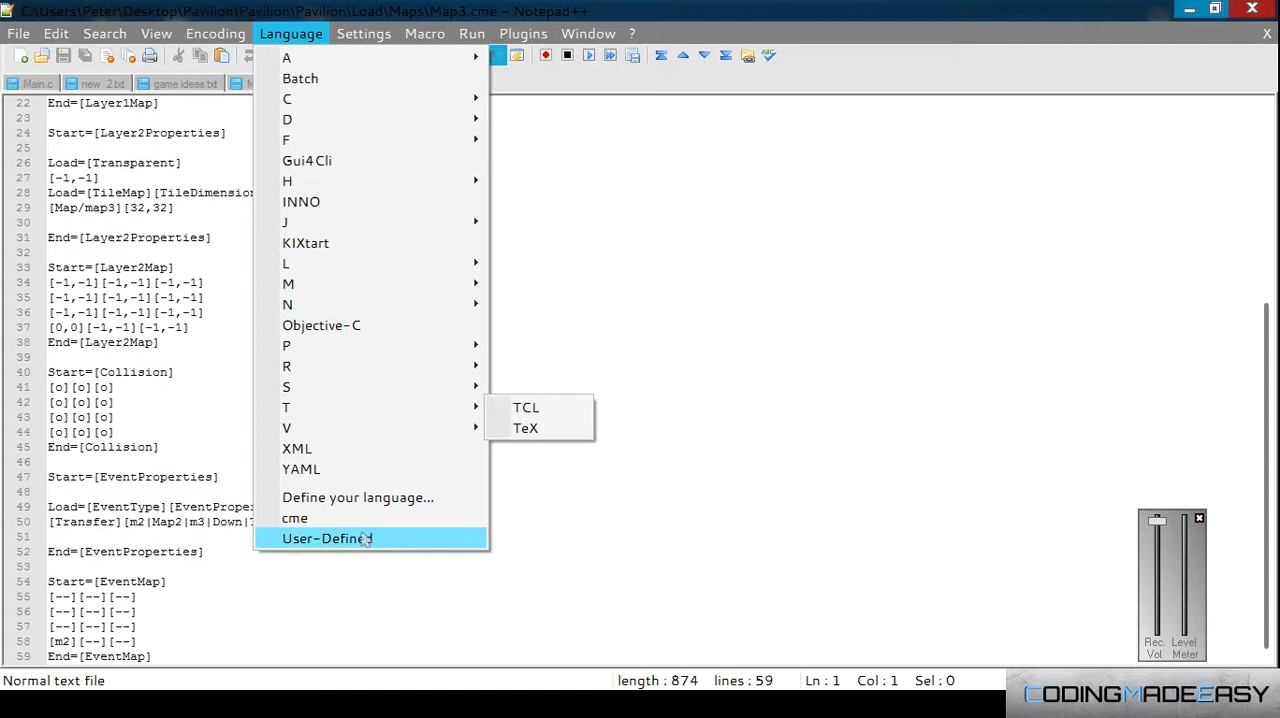 C:\Users\Peter\Desktop\Pavilion\Pavilion\Pavilion\Load\Maps\Map3.cme - Notepad++
File Edit Search View Encoding Language Settings Macro Run Plugins Window ? X
Main.c new 2.txt game ideas.txt
22 End=[Layer1Map]
23
24 Start=[Layer2Properties]
25
26 Load=[Transparent]
27 [-1,-1]
28 Load=[TileMap][TileDimension
29 [Map/map3][32,32]
30
31 End=[Layer2Properties]
32
33 Start=[Layer2Map]
34 [-1,-1][-1,-1][-1,-1]
35 [-1,-1][-1,-1][-1,-1]
36 [-1,-1][-1,-1][-1,-1]
37 [0,0][-1,-1][-1,-1]
38 End=[Layer2Map]
39
40 Start=[Collision]
41 [o][o][o]
42 [o][o][o]
43 [o][o][o]
44 [o][o][o]
45 End=[Collision]
46
47 Start=[EventProperties]
48
49 Load=[EventType][EventProper
50 [Transfer][m2|Map2|m3|Down|
51
52 End=[EventProperties]
53
54 Start=[EventMap]
55 [--][--][--]
56 [--][--][--]
57 [--][--][--]
58 [m2][--][--]
59 End=[EventMap]
A
Batch
C
D
F
Gui4Cli
H
INNO
J
KIXtart
L
M
N
Objective-C
P
R
S
T
V
XML
YAML
Define your language...
cme
User-Defined
TCL
TeX
Rec. Level
Vol. Meter
Normal text file length : 874 lines : 59 Ln : 1 Col : 1 Sel : 0
CODINGMADEEASY